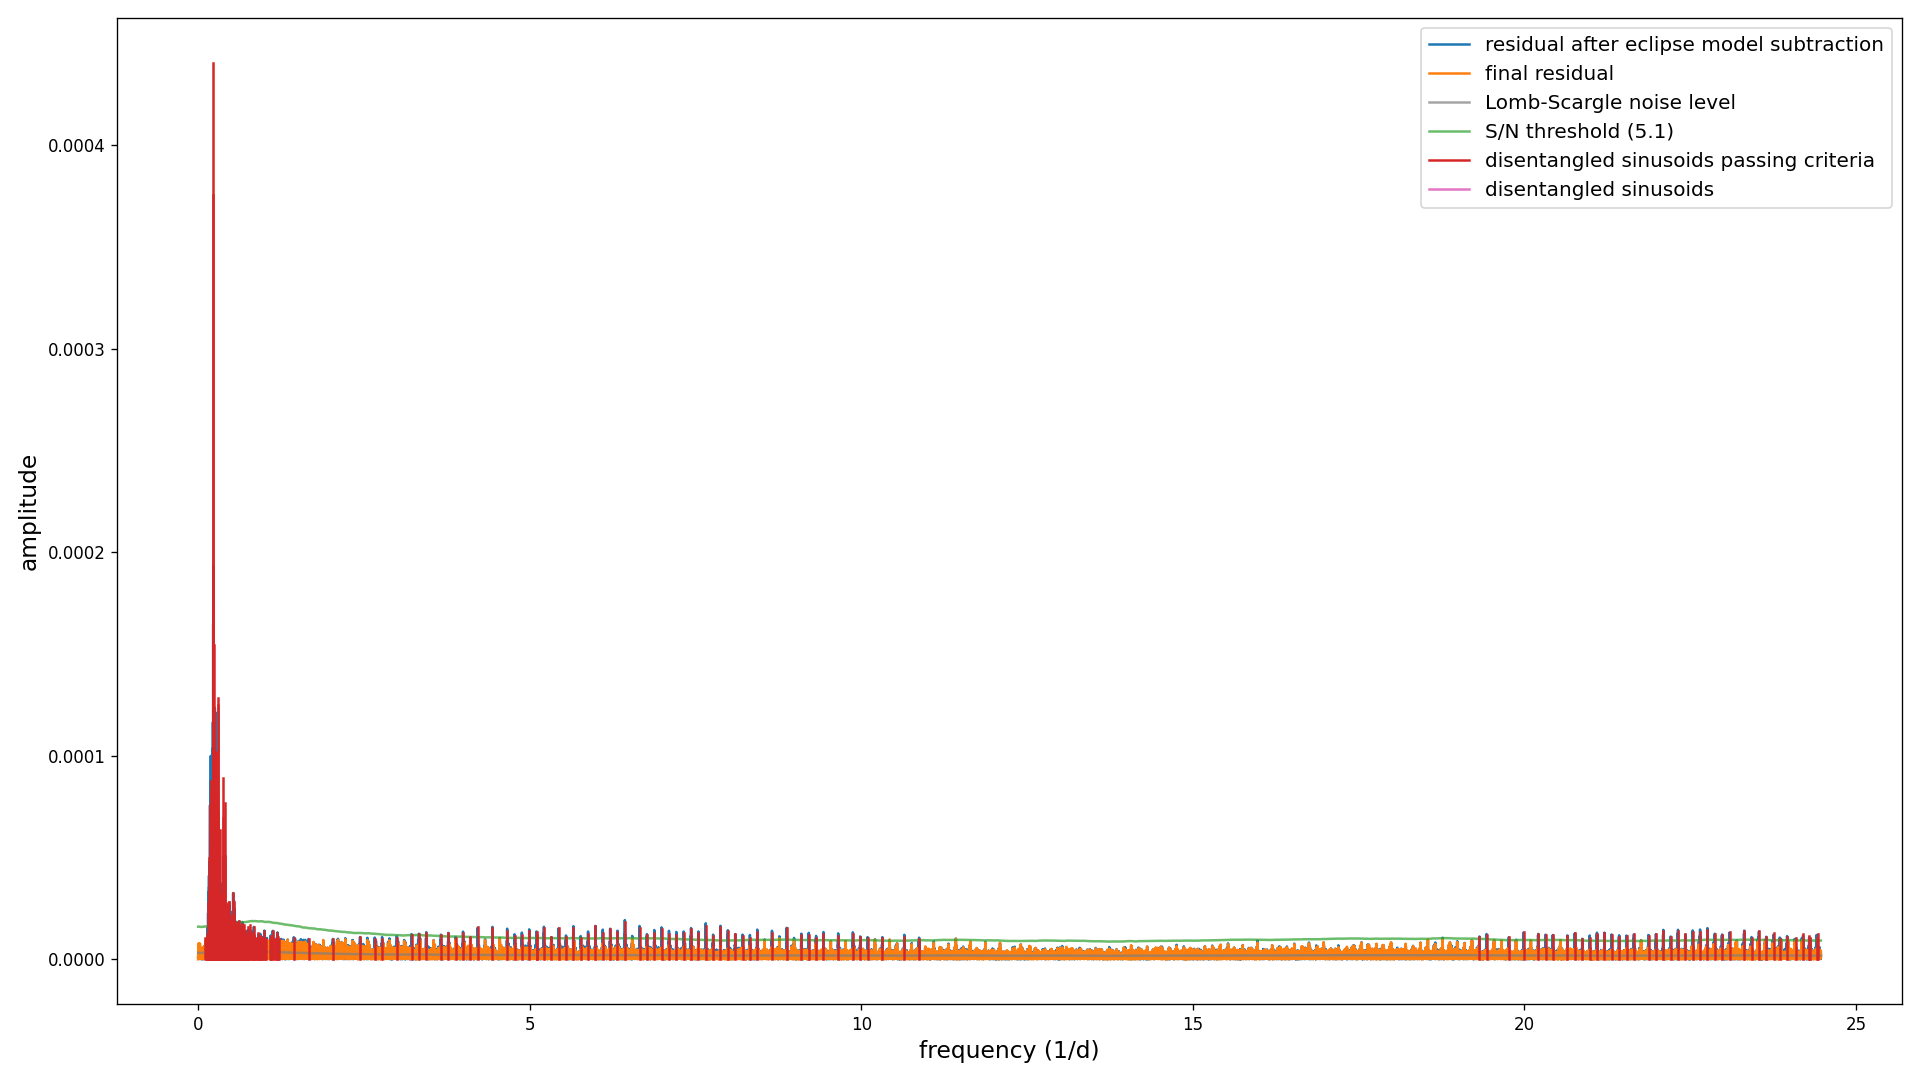 residual after eclipse model subtraction
final residual
Lomb-Scargle noise level
S/N threshold (5.1)
disentangled sinusoids passing criteria
disentangled sinusoids
amplitude
0.0004
0.0003
0.0002
0.0001
0.0000
0 5 10 15 20 25
frequency (1/d)